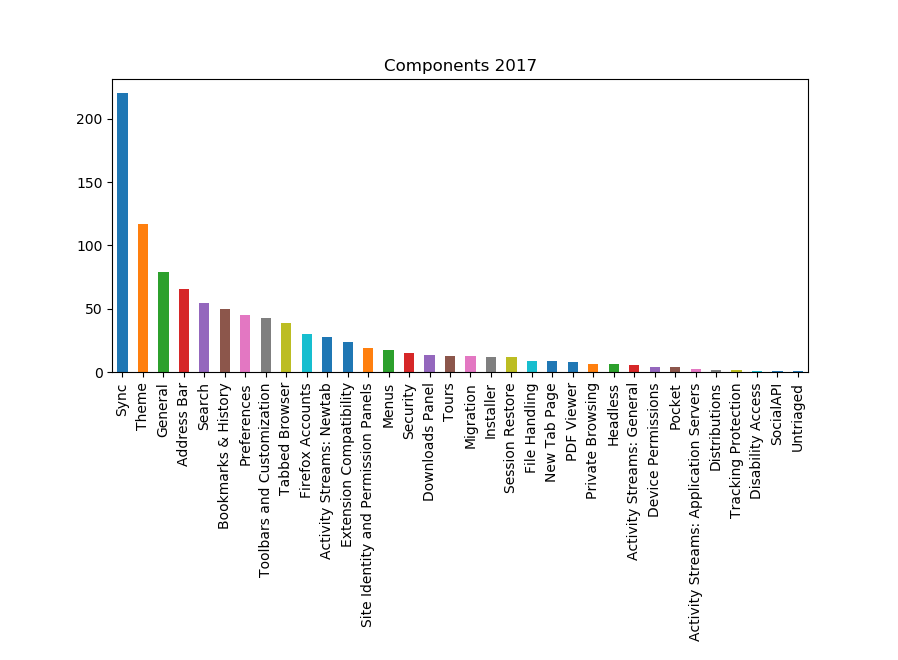 Components 2017
200
150
100
50
0
Sync
Theme
General
Address Bar
Search
Bookmarks & History
Preferences
Toolbars and Customization
Tabbed Browser
Firefox Accounts
Activity Streams: Newtab
Extension Compatibility
Site Identity and Permission Panels
Menus
Security
Downloads Panel
Tours
Migration
Installer
Session Restore
File Handling
New Tab Page
PDF Viewer
Private Browsing
Headless
Activity Streams: General
Device Permissions
Pocket
Activity Streams: Application Servers
Distributions
Tracking Protection
Disability Access
SocialAPI
Untriaged